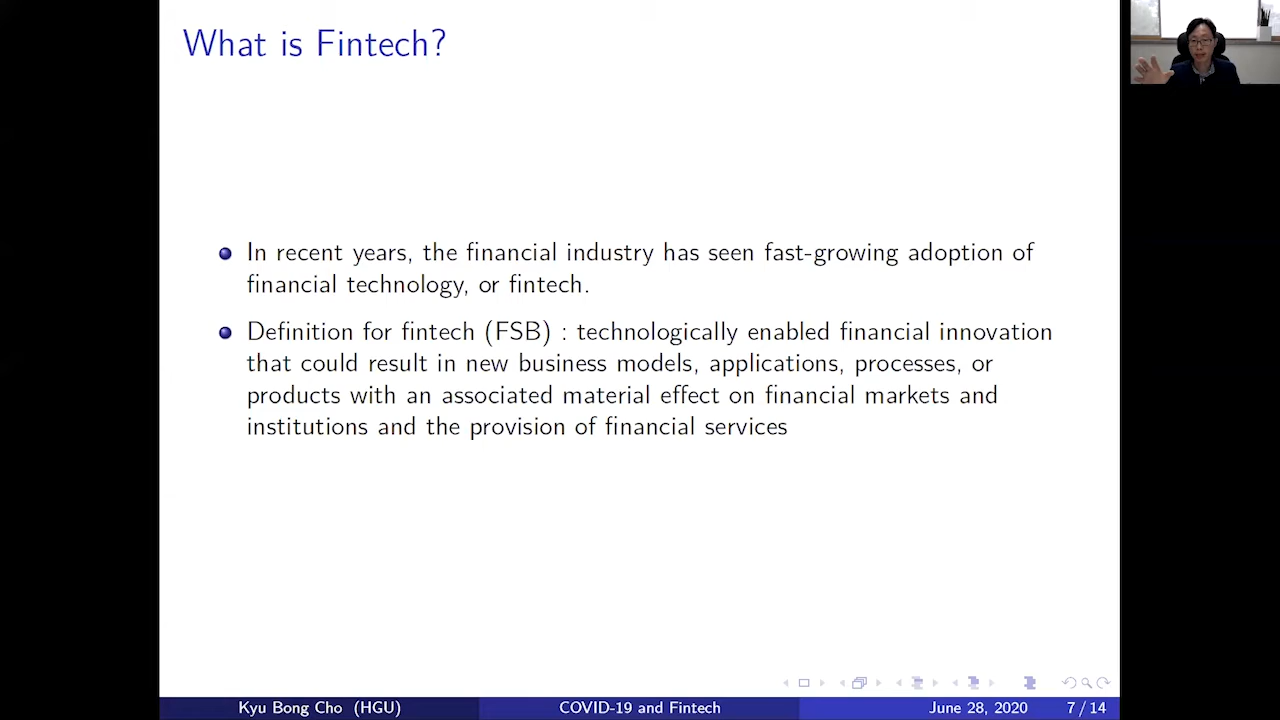 What is Fintech?
In recent years, the financial industry has seen fast-growing adoption of
financial technology, or fintech.
Definition for fintech (FSB) : technologically enabled financial innovation
that could result in new business models, applications, processes, or
products with an associated material effect on financial markets and
institutions and the provision of financial services
Kyu Bong Cho (HGU) COVID-19 and Fintech June 28, 2020 7 / 14